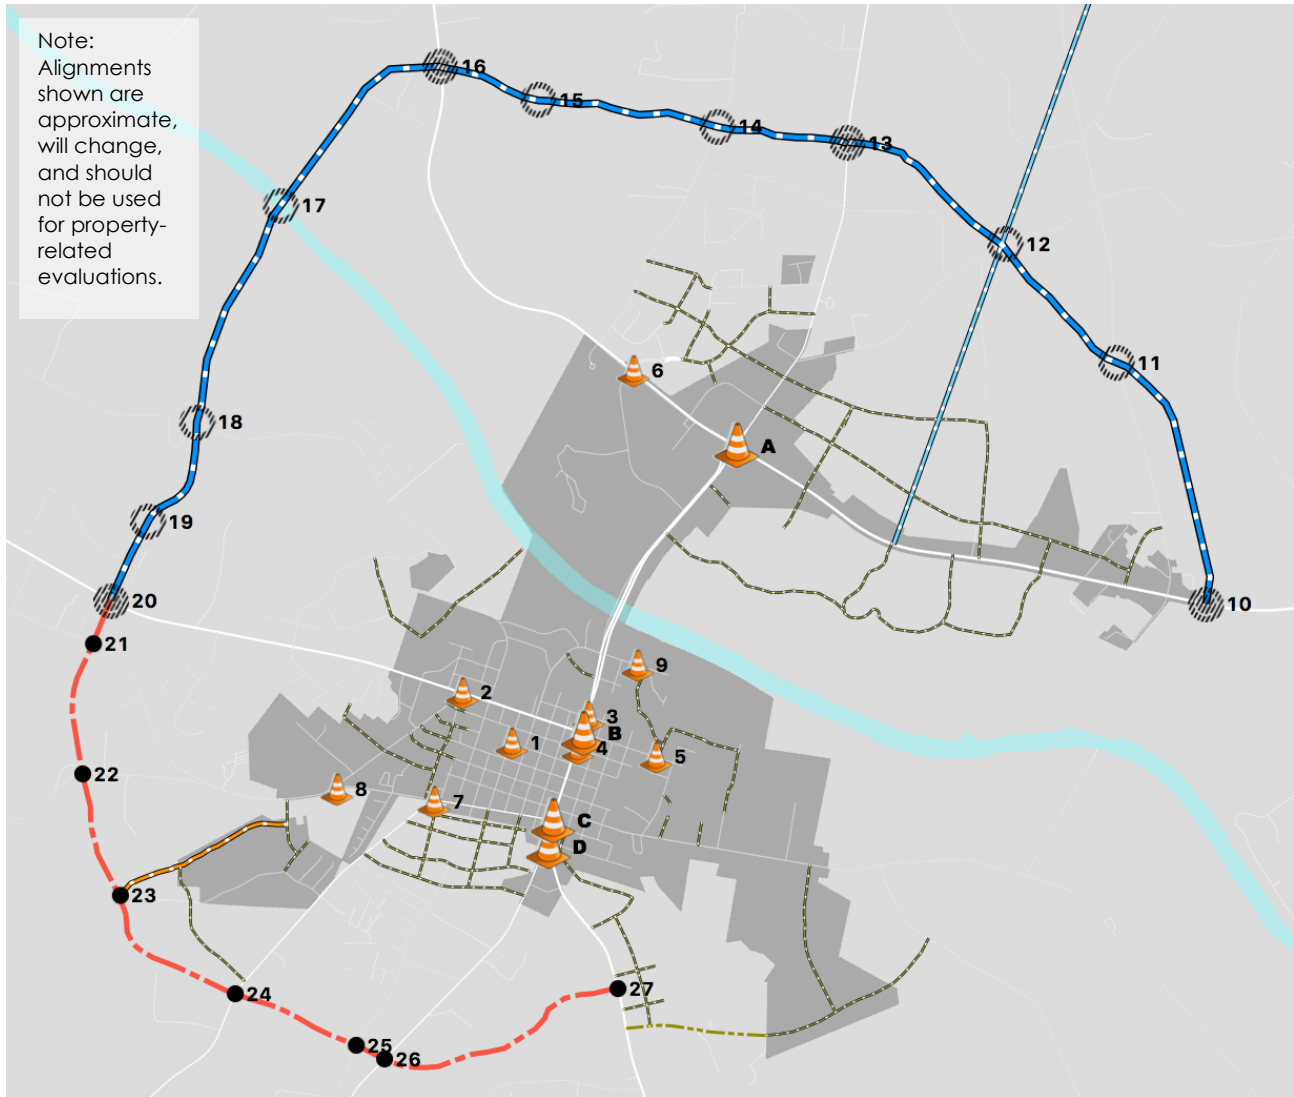 Note:
Alignments
shown are
approximate,
will change,
and should
not be used
for property-
related
evaluations.
16
15
14
13
17
12
11
6
18
A
19
20
10
21
9
2
3
B
1
4
5
22
8
7
C
D
23
24
27
25
26